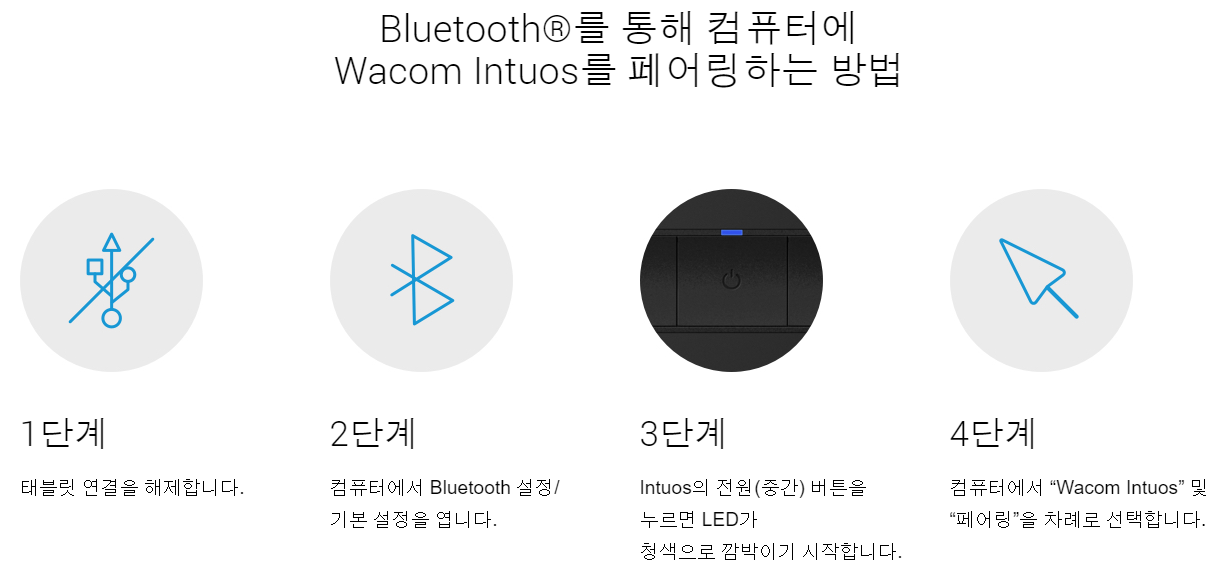 Bluetooth®를 통해 컴퓨터에
Wacom Intuos를 페어링하는 방법
1단계
태블릿 연결을 해제합니다.
2단계
컴퓨터에서 Bluetooth 설정/
기본 설정을 엽니다.
3단계
Intuos의 전원(중간) 버튼을
누르면 LED가
청색으로 깜박이기 시작합니다.
4단계
컴퓨터에서 “Wacom Intuos” 및
“페어링”을 차례로 선택합니다.